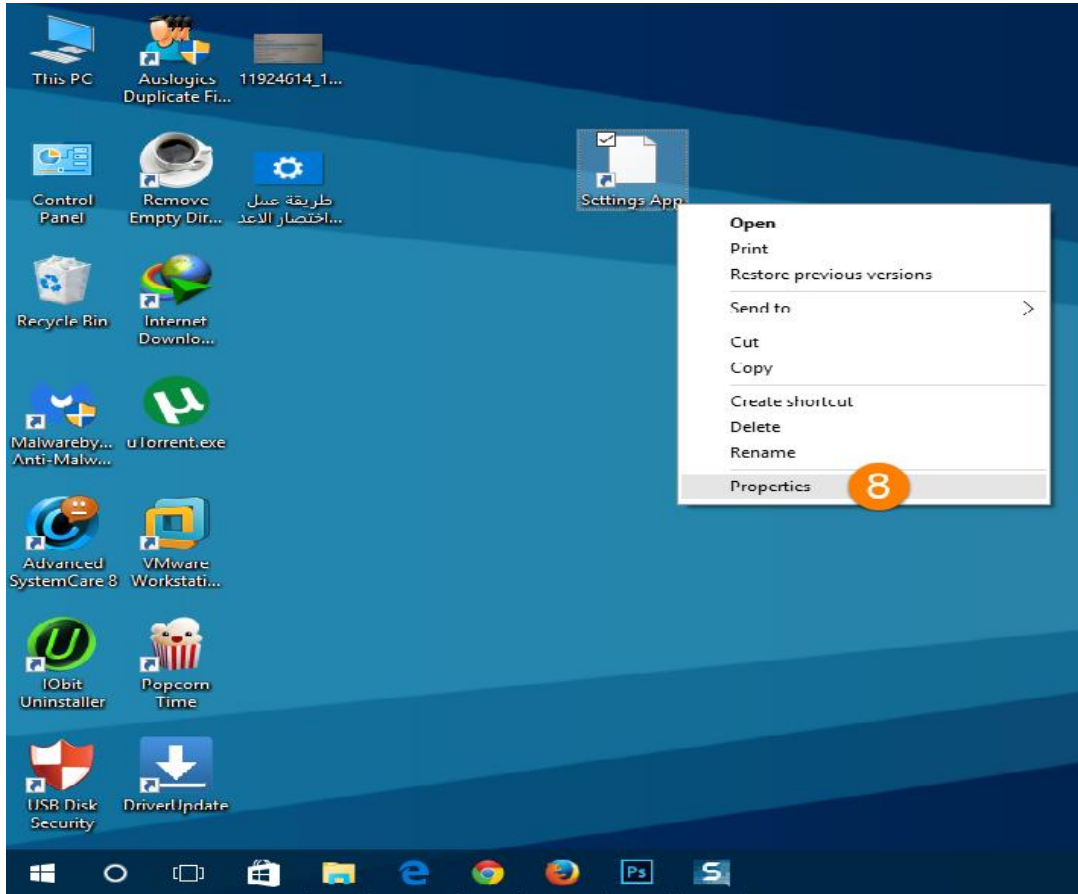 This PC
Auslogics
Duplicate Fi...
11924614_1...
Control
Panel
Remove
Empty Dir...
طريقة عمل
اختصار الاعد...
Settings App
Recycle Bin
Internet
Downlo...
Malwareby...
Anti-Malw...
uTorrent.exe
Advanced
SystemCare 8
VMware
Workstati...
IObit
Uninstaller
Popcorn
Time
USB Disk
Security
DriverUpdate
Open
Print
Restore previous versions
Send to
Cut
Copy
Create shortcut
Delete
Rename
Properties
8
Ps
S